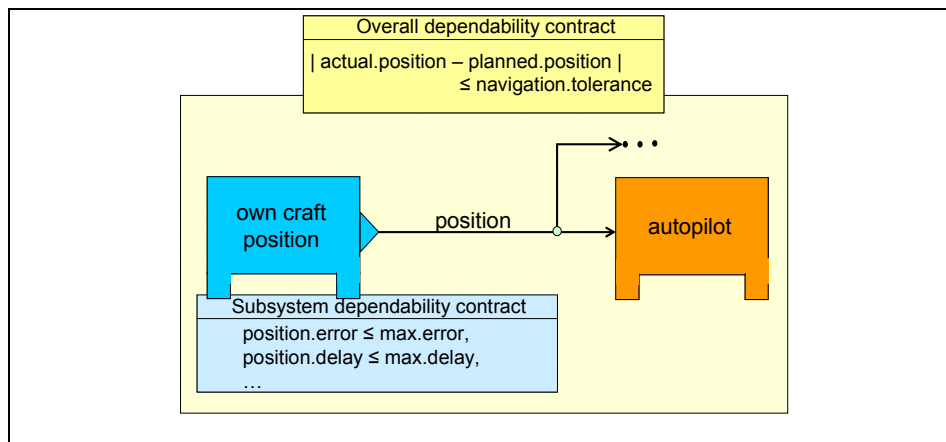 Overall dependability contract
| actual.position – planned.position |
≤ navigation.tolerance
• • •
own craft
position
position
autopilot
Subsystem dependability contract
position.error ≤ max.error,
position.delay ≤ max.delay,
…